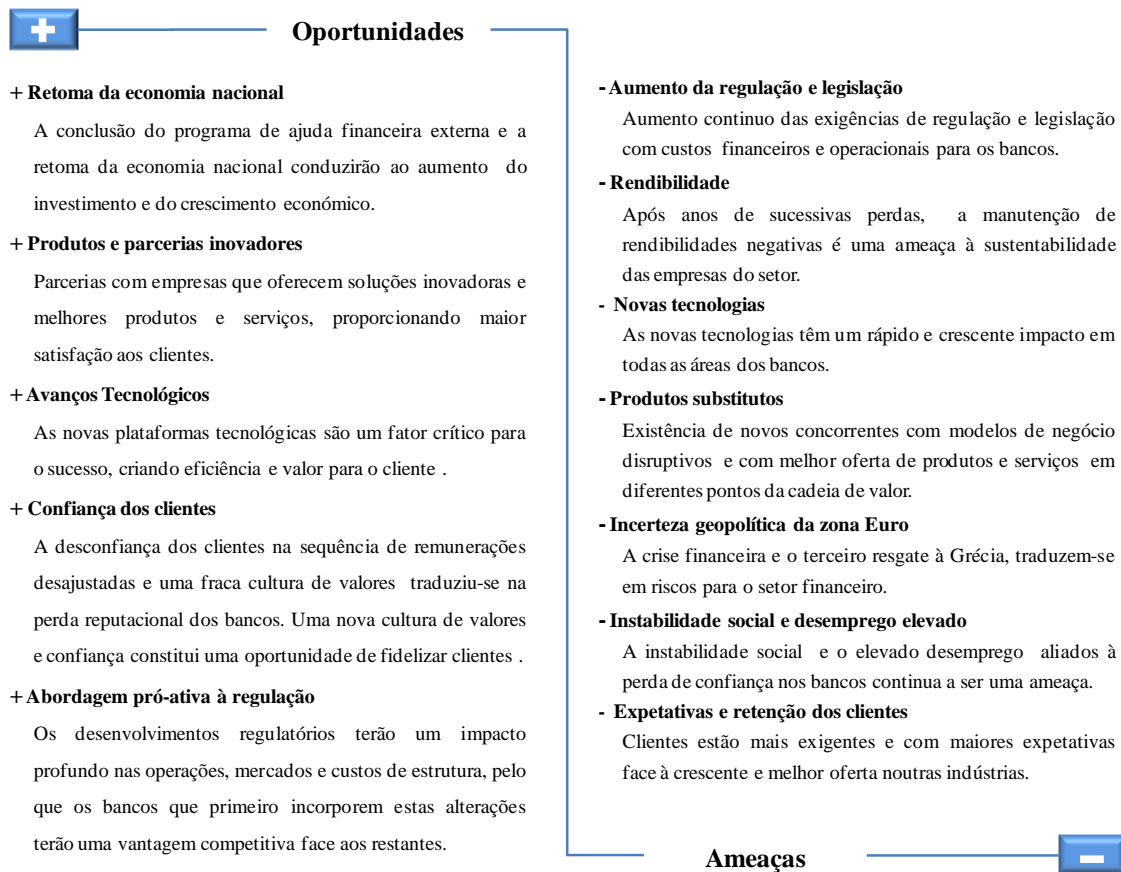 Oportunidades
+ Retoma da economia nacional
A conclusão do programa de ajuda financeira externa e a
retoma da economia nacional conduzirão ao aumento do
investimento e do crescimento económico.
+ Produtos e parcerias inovadores
Parcerias com empresas que oferecem soluções inovadoras e
melhores produtos e serviços, proporcionando maior
satisfação aos clientes.
+ Avanços Tecnológicos
As novas plataformas tecnológicas são um fator crítico para
o sucesso, criando eficiência e valor para o cliente .
+ Confiança dos clientes
A desconfiança dos clientes na sequência de remunerações
desajustadas e uma fraca cultura de valores traduziu-se na
perda reputacional dos bancos. Uma nova cultura de valores
e confiança constitui uma oportunidade de fidelizar clientes .
+ Abordagem pró-ativa à regulação
Os desenvolvimentos regulatórios terão um impacto
profundo nas operações, mercados e custos de estrutura, pelo
que os bancos que primeiro incorporem estas alterações
terão uma vantagem competitiva face aos restantes.
- Aumento da regulação e legislação
Aumento continuo das exigências de regulação e legislação
com custos financeiros e operacionais para os bancos.
- Rendibilidade
Após anos de sucessivas perdas, a manutenção de
rendibilidades negativas é uma ameaça à sustentabilidade
das empresas do setor.
- Novas tecnologias
As novas tecnologias têm um rápido e crescente impacto em
todas as áreas dos bancos.
- Produtos substitutos
Existência de novos concorrentes com modelos de negócio
disruptivos e com melhor oferta de produtos e serviços em
diferentes pontos da cadeia de valor.
- Incerteza geopolítica da zona Euro
A crise financeira e o terceiro resgate à Grécia, traduzem-se
em riscos para o setor financeiro.
- Instabilidade social e desemprego elevado
A instabilidade social e o elevado desemprego aliados à
perda de confiança nos bancos continua a ser uma ameaça.
- Expetativas e retenção dos clientes
Clientes estão mais exigentes e com maiores expetativas
face à crescente e melhor oferta noutras indústrias.
Ameaças